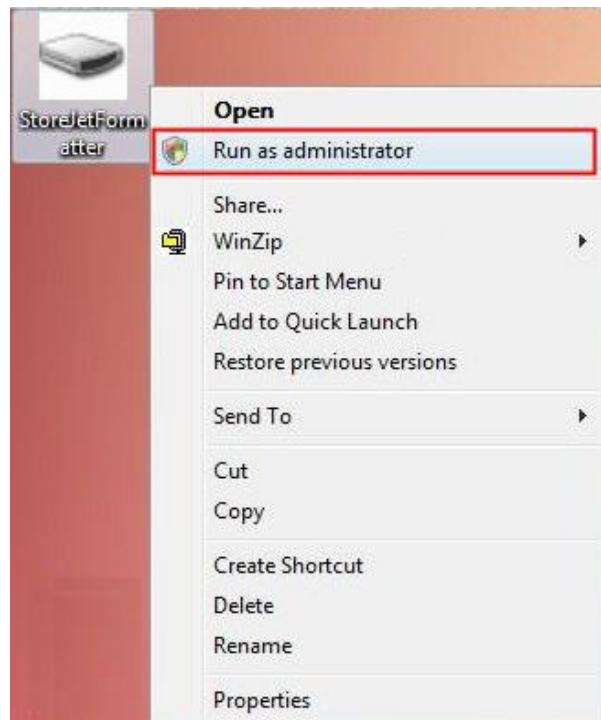 StoreJetForm
atter
Open
Run as administrator
Share...
WinZip
Pin to Start Menu
Add to Quick Launch
Restore previous versions
Send To
Cut
Copy
Create Shortcut
Delete
Rename
Properties